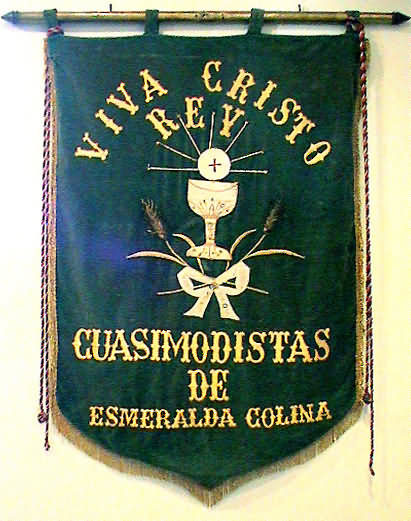 VIVA CRISTO
REY
CUASIMODISTAS
DE
ESMERALDA COLINA